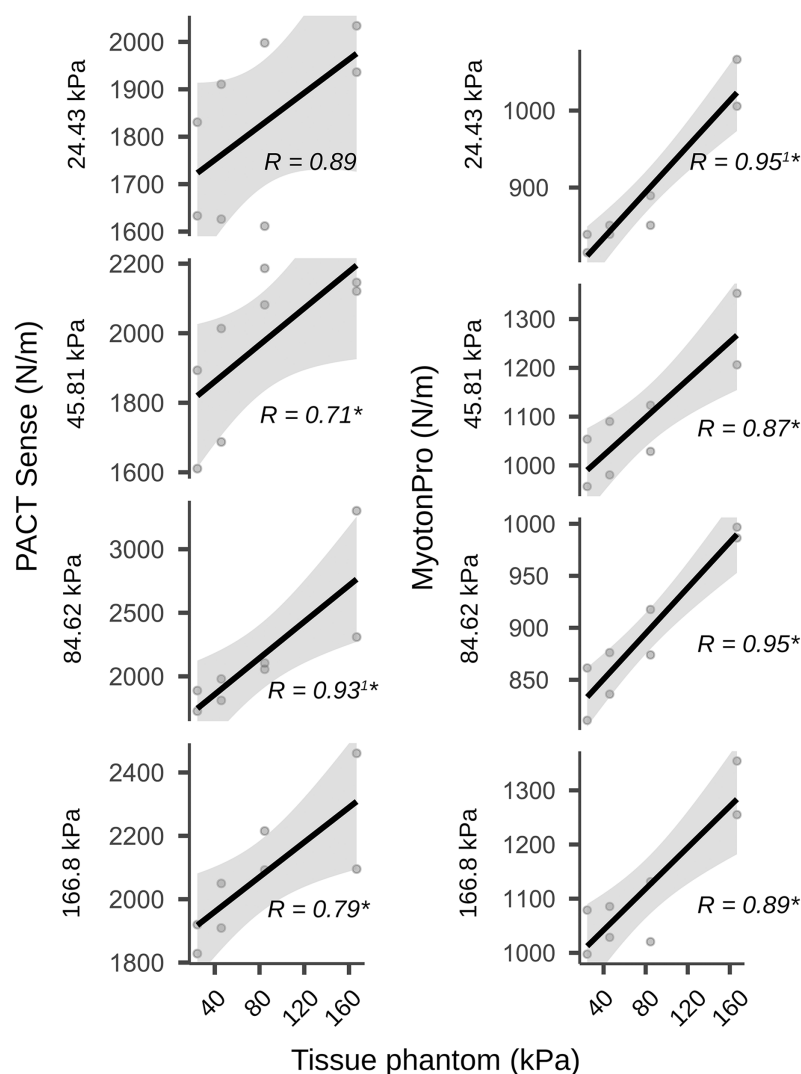 PACT Sense (N/m)
24.43 kPa
2000
1900
1800
1700
1600
R = 0.89
45.81 kPa
2200
2000
1800
1600
R = 0.71*
84.62 kPa
3000
2500
2000
R = 0.93¹*
166.8 kPa
2400
2200
2000
1800
R = 0.79*
40
80
120
160
MyotonPro (N/m)
24.43 kPa
1000
900
R = 0.95¹*
45.81 kPa
1300
1200
1100
1000
R = 0.87*
84.62 kPa
1000
950
900
850
R = 0.95*
166.8 kPa
1300
1200
1100
1000
R = 0.89*
40
80
120
160
Tissue phantom (kPa)